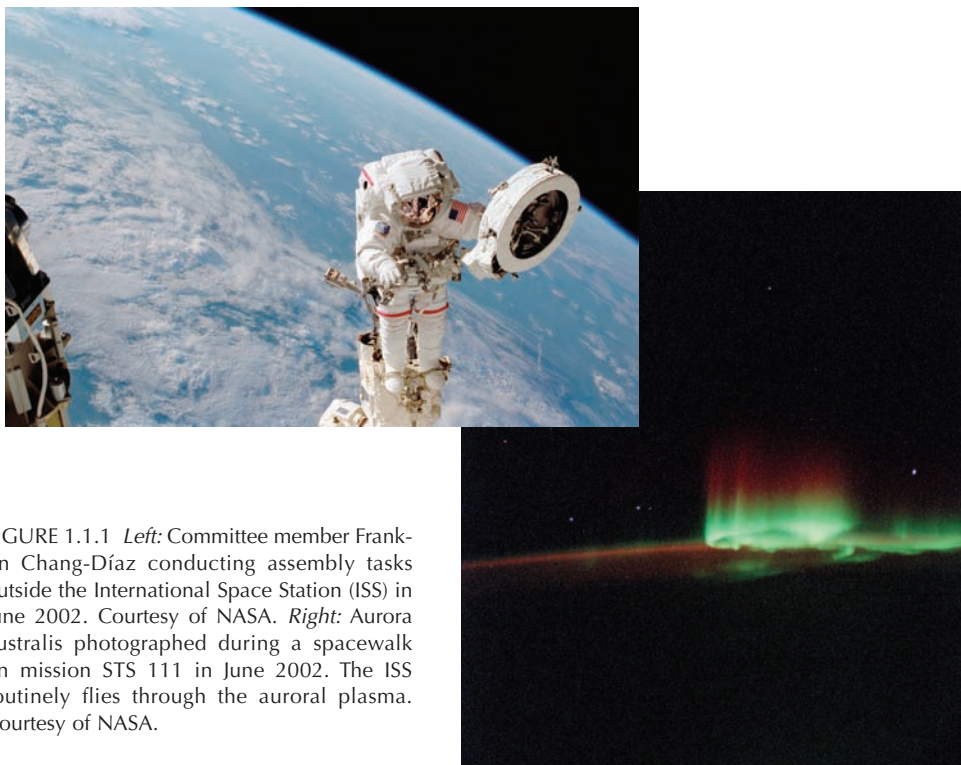 GURE 1.1.1 Left: Committee member Frank-
n Chang-Díaz conducting assembly tasks
utside the International Space Station (ISS) in
une 2002. Courtesy of NASA. Right: Aurora
ustralis photographed during a spacewalk
n mission STS 111 in June 2002. The ISS
outinely flies through the auroral plasma.
ourtesy of NASA.